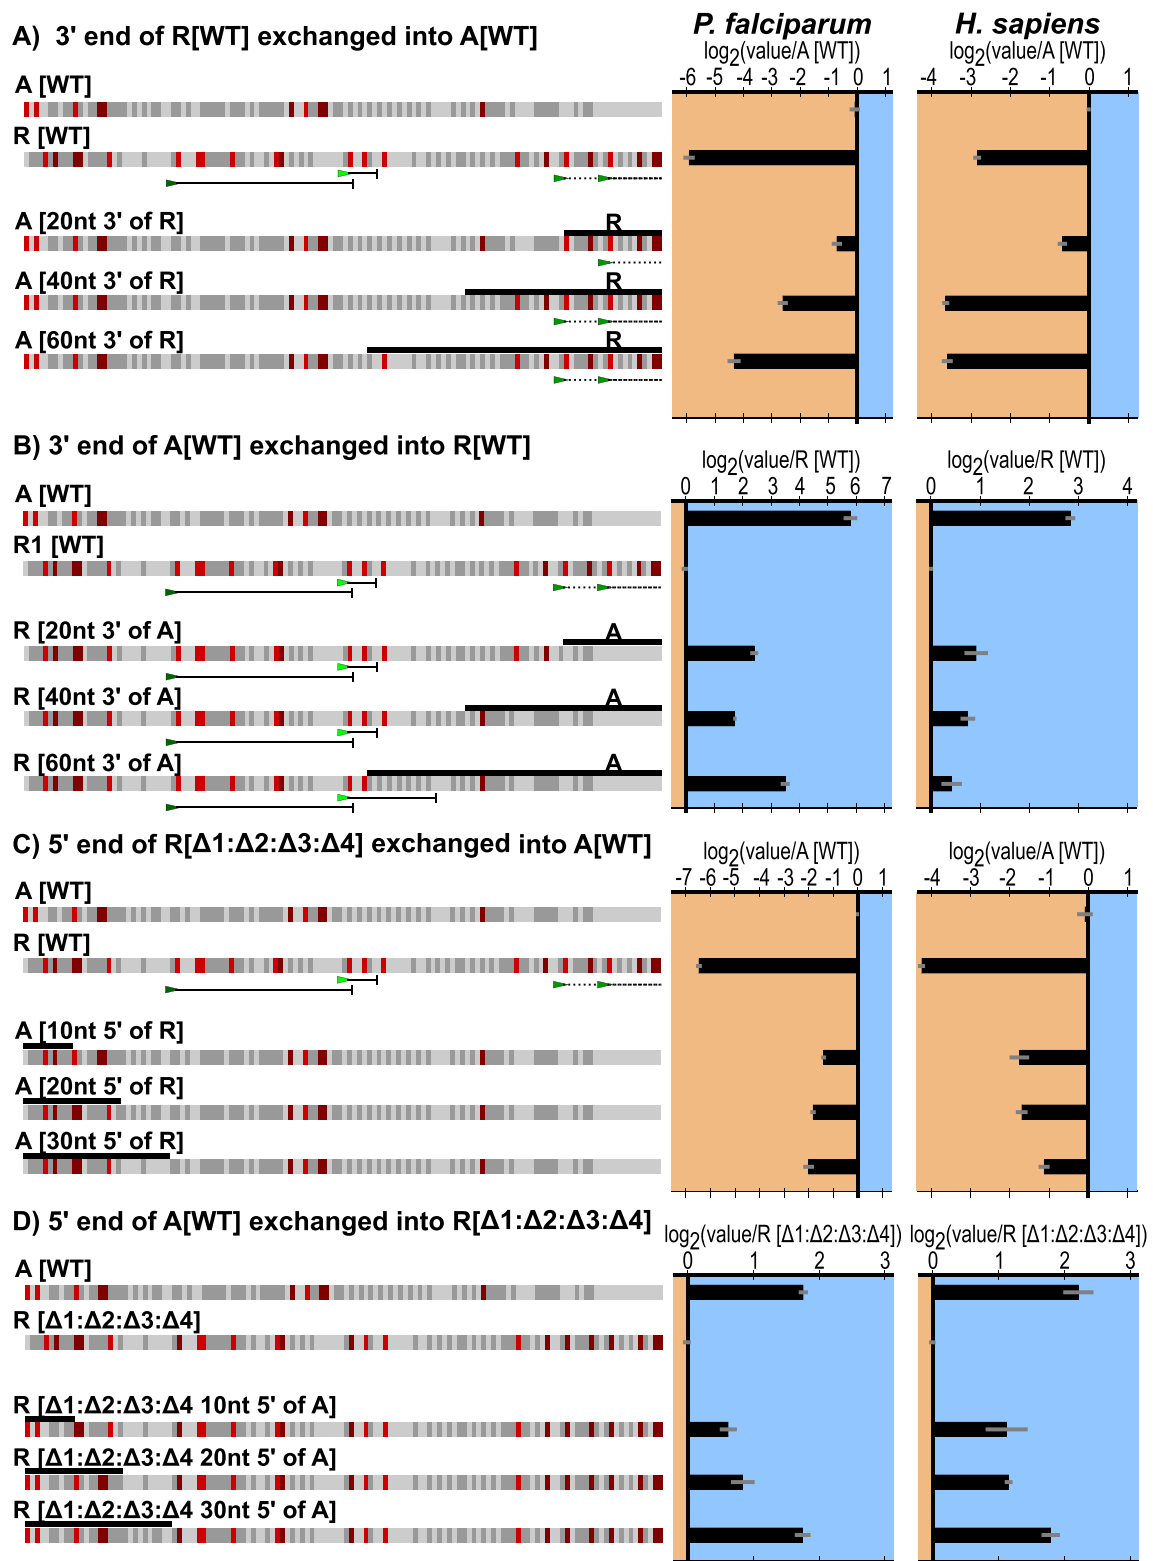 P. falciparum H. sapiens
A) 3' end of R[WT] exchanged into A[WT]
log2(value/A [WT]) log2(value/A [WT])
-6 -5 -4 -3 -2 -1 0 1 -4 -3 -2 -1 0 1
A [WT]
R [WT]
A [20nt 3' of R] R
A [40nt 3' of R] R
A [60nt 3' of R] R
B) 3' end of A[WT] exchanged into R[WT]
log2(value/R [WT]) log2(value/R [WT])
0 1 2 3 4 5 6 7 0 1 2 3 4
A [WT]
R1 [WT]
R [20nt 3' of A] A
R [40nt 3' of A] A
R [60nt 3' of A] A
C) 5' end of R[Δ1:Δ2:Δ3:Δ4] exchanged into A[WT]
log2(value/A [WT]) log2(value/A [WT])
-7 -6 -5 -4 -3 -2 -1 0 1 -4 -3 -2 -1 0 1
A [WT]
R [WT]
A [10nt 5' of R]
A [20nt 5' of R]
A [30nt 5' of R]
D) 5' end of A[WT] exchanged into R[Δ1:Δ2:Δ3:Δ4]
log2(value/R [Δ1:Δ2:Δ3:Δ4]) log2(value/R [Δ1:Δ2:Δ3:Δ4])
0 1 2 3 0 1 2 3
A [WT]
R [Δ1:Δ2:Δ3:Δ4]
R [Δ1:Δ2:Δ3:Δ4 10nt 5' of A]
R [Δ1:Δ2:Δ3:Δ4 20nt 5' of A]
R [Δ1:Δ2:Δ3:Δ4 30nt 5' of A]